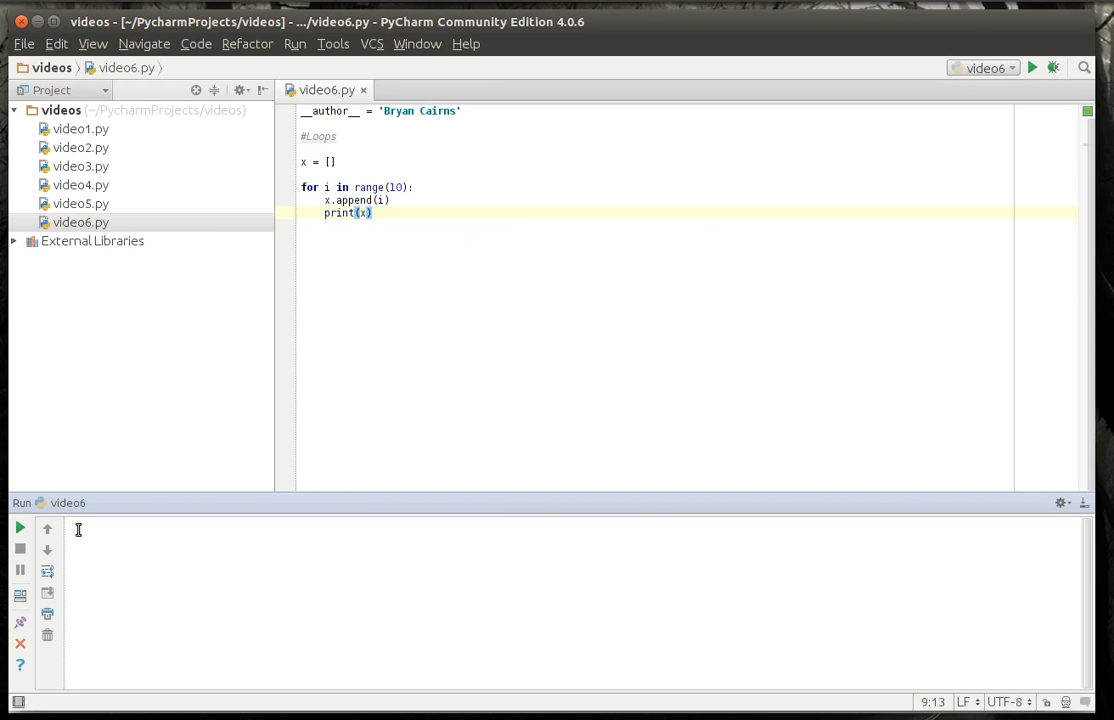 videos - [~/PycharmProjects/videos] - .../video6.py - PyCharm Community Edition 4.0.6
File Edit View Navigate Code Refactor Run Tools VCS Window Help
videos video6.py video6
Project video6.py
videos (~/PycharmProjects/videos)
video1.py
video2.py
video3.py
video4.py
video5.py
video6.py
External Libraries
__author__ = 'Bryan Cairns'
#Loops
x = []
for i in range(10):
x.append(i)
print(x)
Run video6
9:13 LF UTF-8